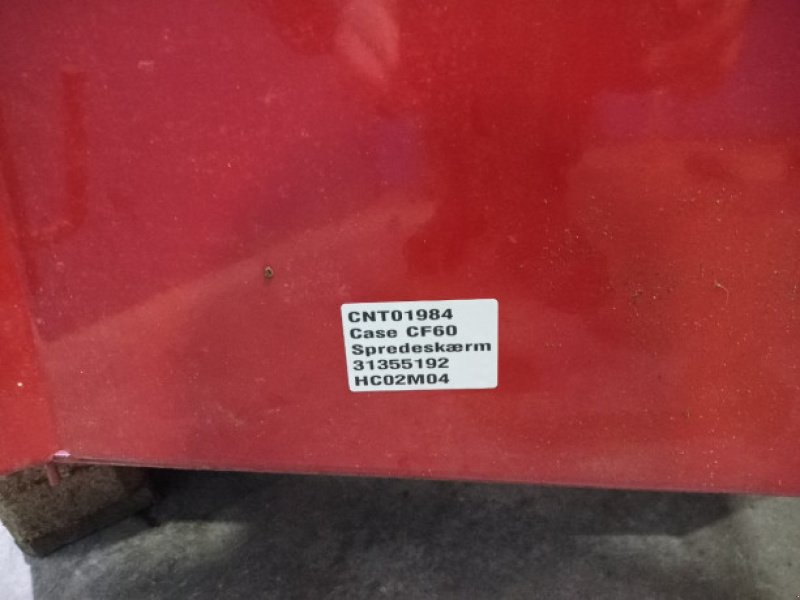 CNT01984
Case CF60
Spredeskærm
31355192
HC02M04